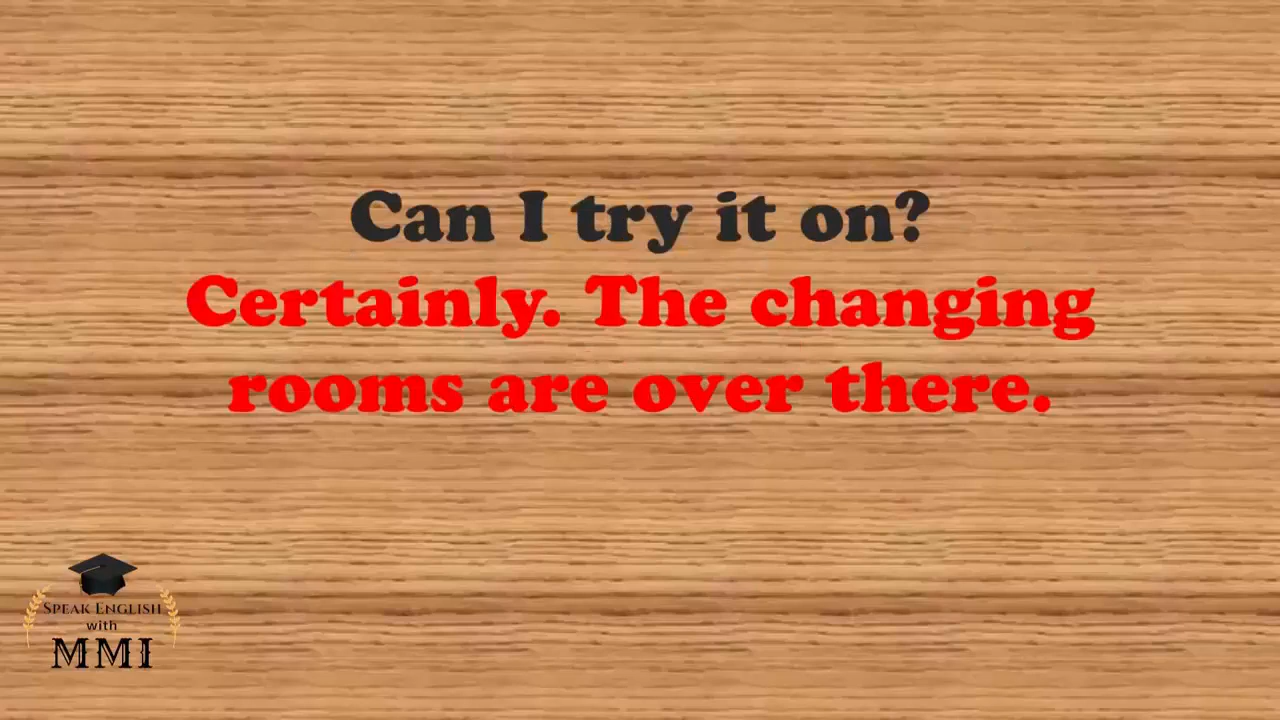 Can I try it on?
Certainly. The changing
rooms are over there.
SPEAK ENGLISH
with
MMI